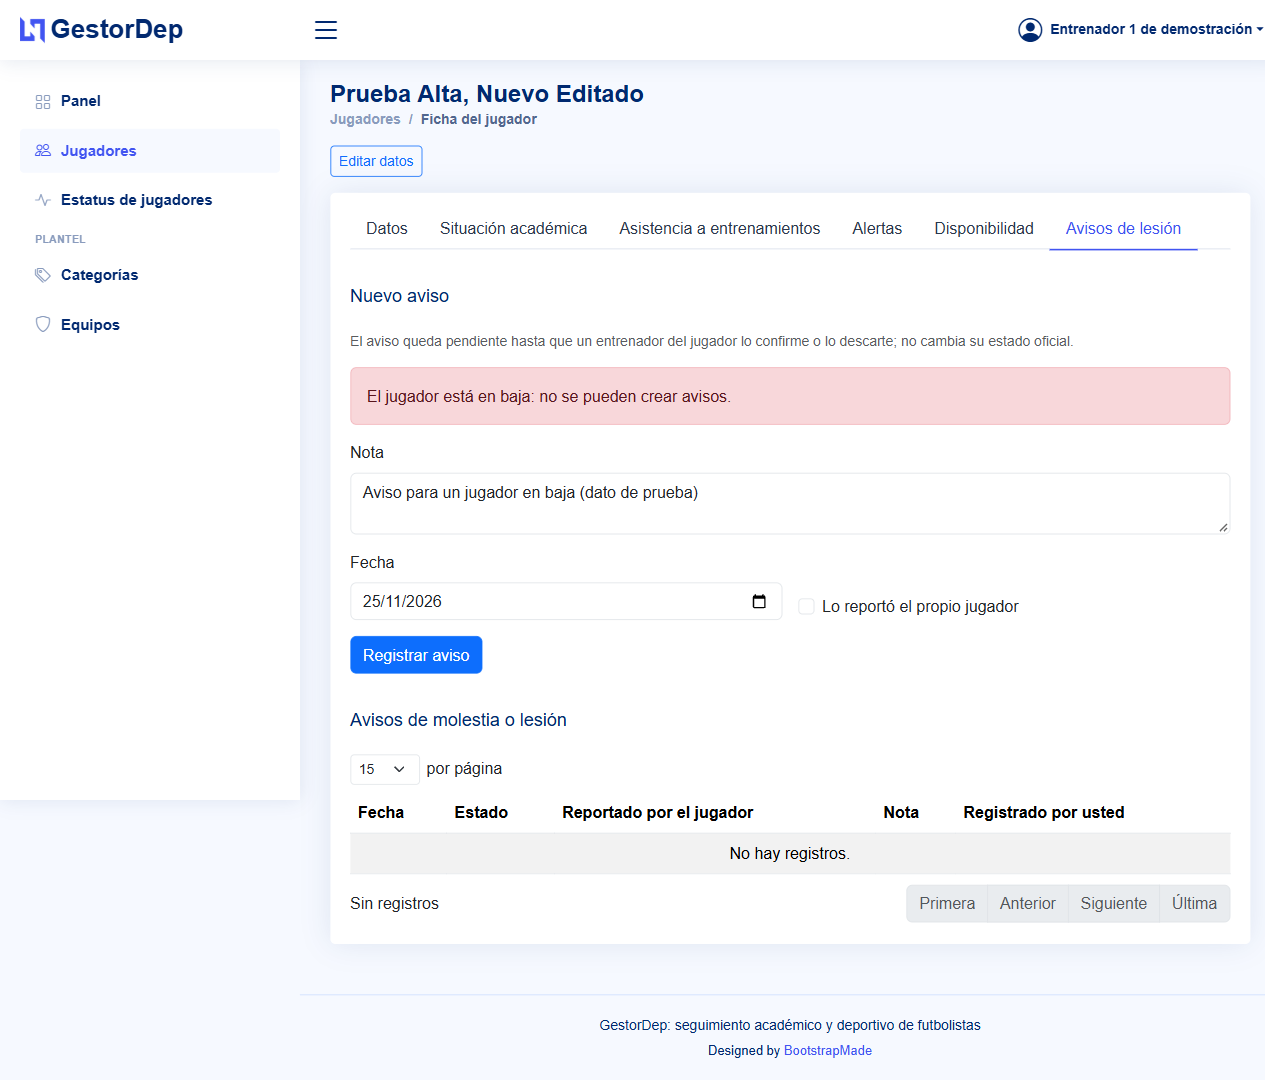 GestorDep
Entrenador 1 de demostración
Panel
Jugadores
Estatus de jugadores
PLANTEL
Categorías
Equipos
Prueba Alta, Nuevo Editado
Jugadores / Ficha del jugador
Editar datos
Datos Situación académica Asistencia a entrenamientos Alertas Disponibilidad Avisos de lesión
Nuevo aviso
El aviso queda pendiente hasta que un entrenador del jugador lo confirme o lo descarte; no cambia su estado oficial.
El jugador está en baja: no se pueden crear avisos.
Nota
Aviso para un jugador en baja (dato de prueba)
Fecha
25/11/2026
Lo reportó el propio jugador
Registrar aviso
Avisos de molestia o lesión
15 por página
Fecha Estado Reportado por el jugador Nota Registrado por usted
No hay registros.
Sin registros
Primera Anterior Siguiente Última
GestorDep: seguimiento académico y deportivo de futbolistas
Designed by BootstrapMade